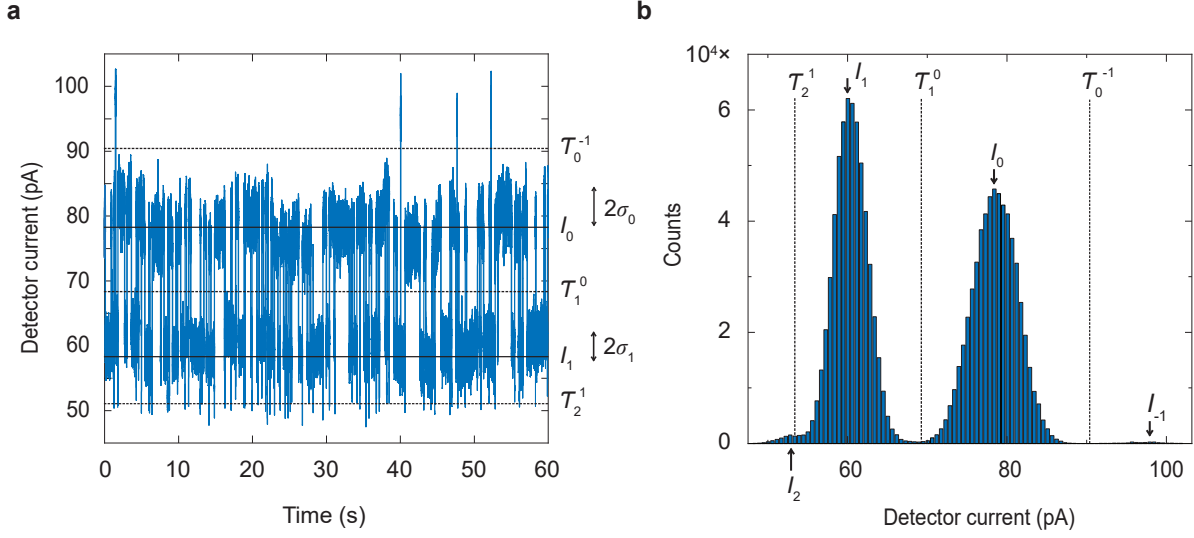 a
Detector current (pA)
100
90
80
70
60
50
0 10 20 30 40 50 60
Time (s)
T₀⁻¹
2σ₀
I₀
T₁⁰
2σ₁
I₁
T₂¹
b
10⁴×
Counts
6
4
2
0
60 80 100
Detector current (pA)
T₂¹
I₁
T₁⁰
T₀⁻¹
I₀
I₋₁
I₂